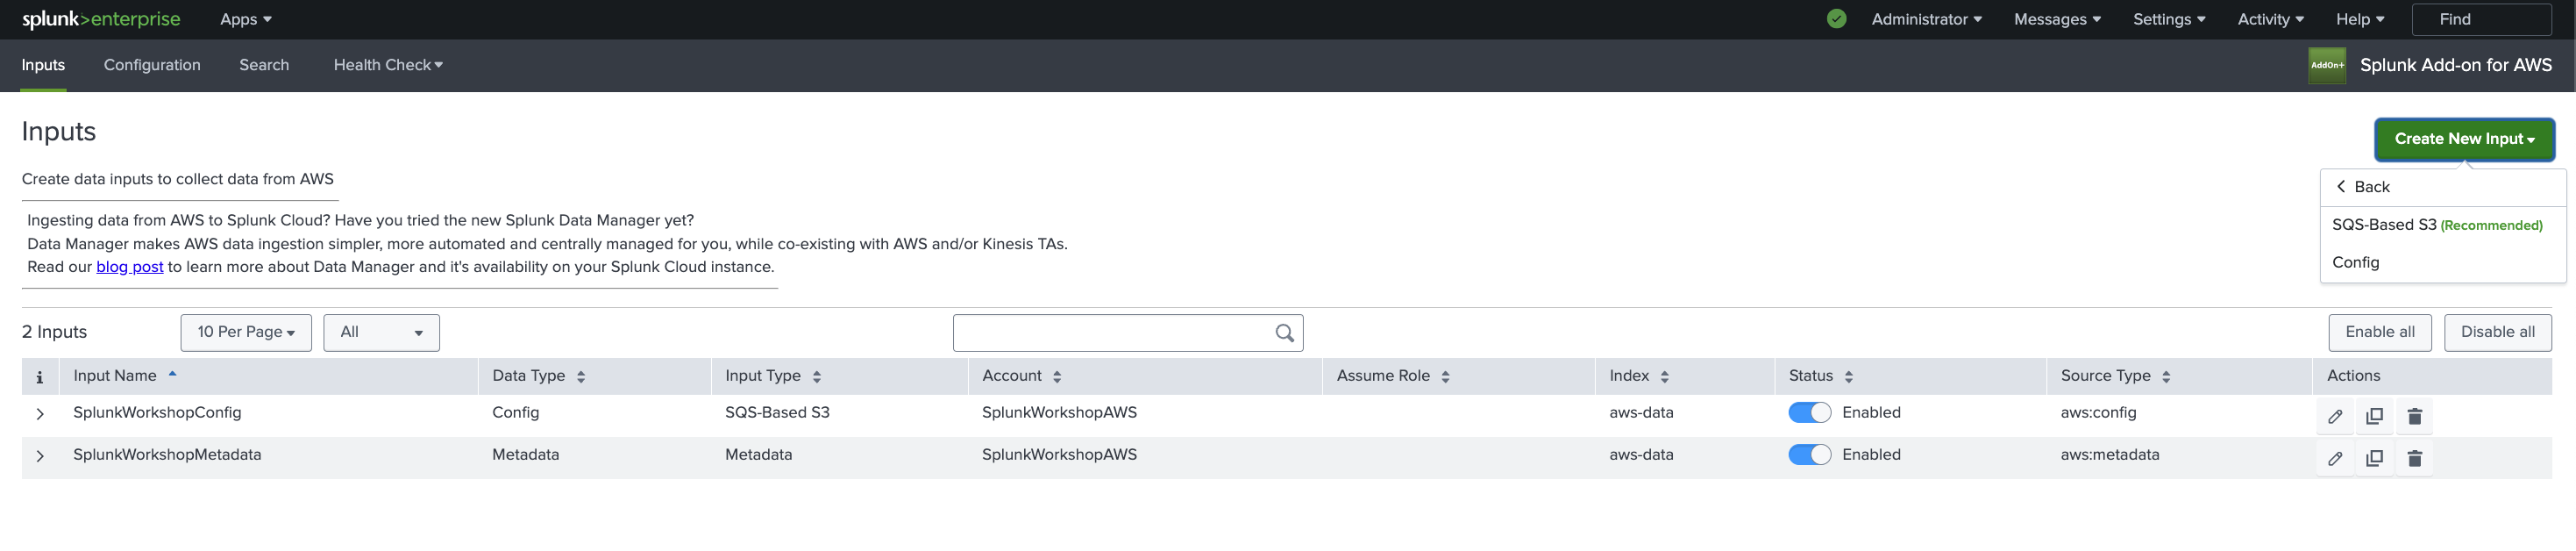 splunk>enterprise Apps Administrator Messages Settings Activity Help Find
Inputs Configuration Search Health Check AddOn+ Splunk Add-on for AWS
Inputs
Create New Input
Create data inputs to collect data from AWS
Back
Ingesting data from AWS to Splunk Cloud? Have you tried the new Splunk Data Manager yet?
SQS-Based S3 (Recommended)
Data Manager makes AWS data ingestion simpler, more automated and centrally managed for you, while co-existing with AWS and/or Kinesis TAs.
Read our blog post to learn more about Data Manager and it's availability on your Splunk Cloud instance.
Config
2 Inputs 10 Per Page All Enable all Disable all
i Input Name Data Type Input Type Account Assume Role Index Status Source Type Actions
SplunkWorkshopConfig Config SQS-Based S3 SplunkWorkshopAWS aws-data Enabled aws:config
SplunkWorkshopMetadata Metadata Metadata SplunkWorkshopAWS aws-data Enabled aws:metadata